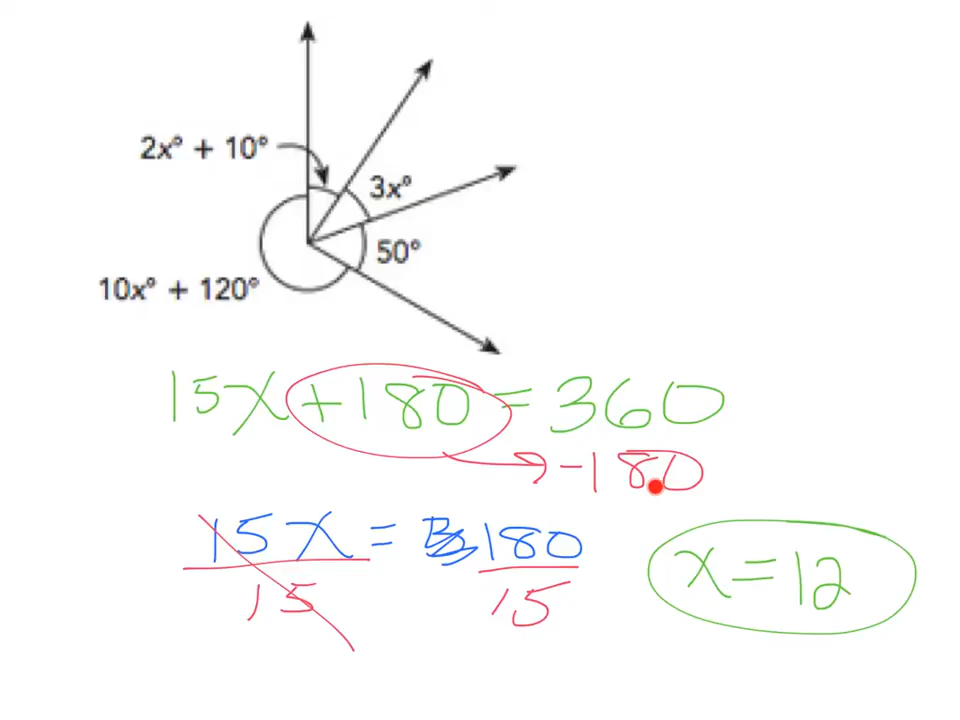 2x° + 10°
3x°
50°
10x° + 120°
15x + 180 = 360
-180
15x = 180
15 15
x = 12